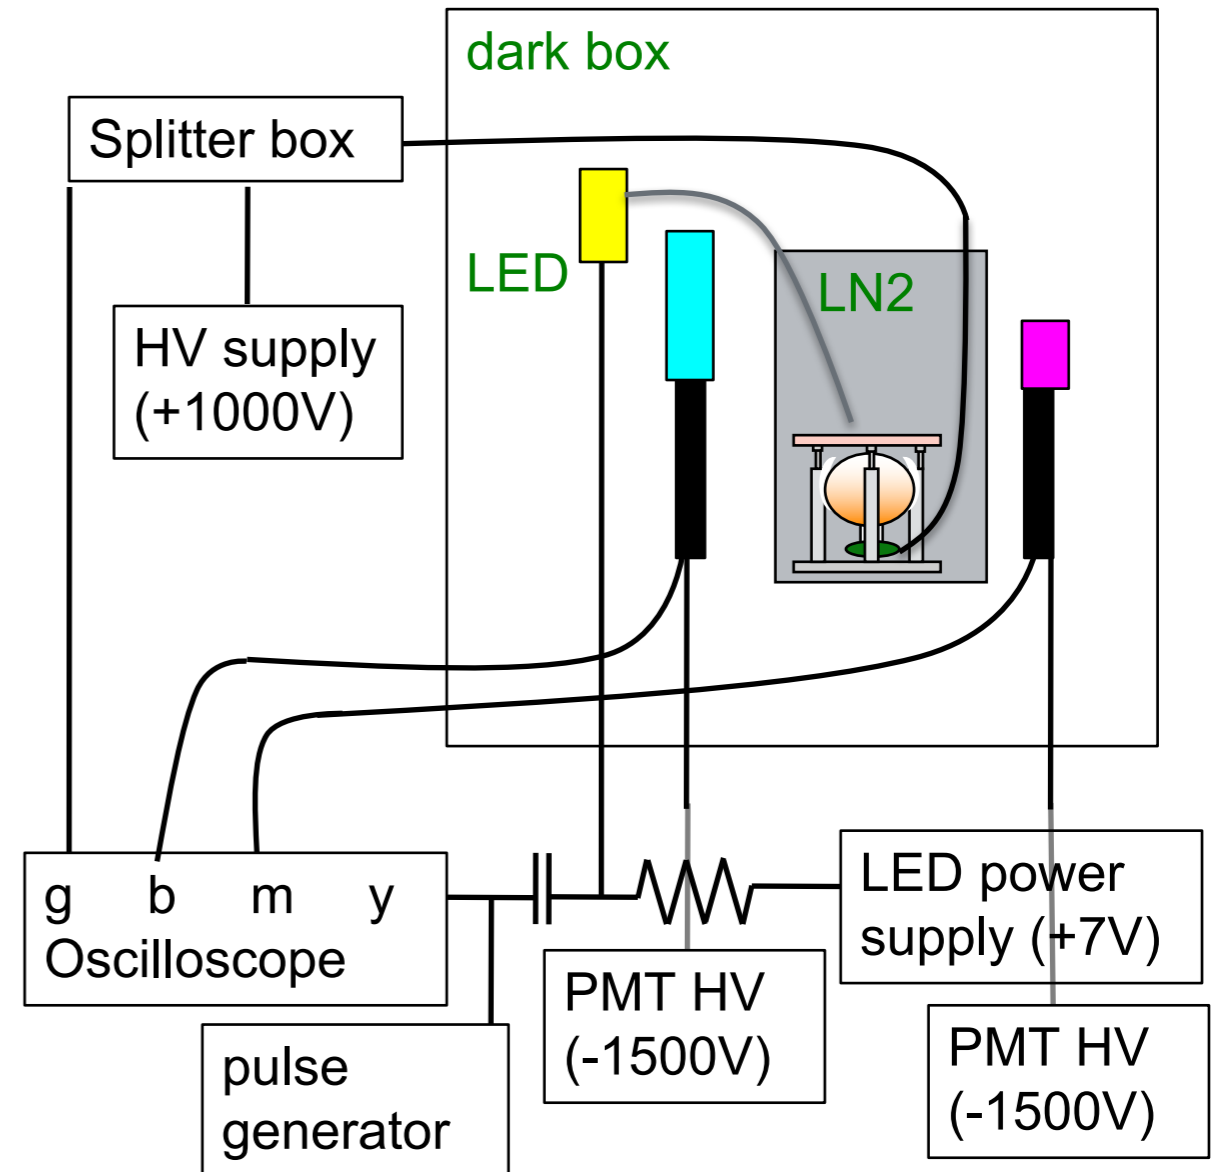 dark box
Splitter box
LED
LN2
HV supply
(+1000V)
g b m y
Oscilloscope
LED power
supply (+7V)
PMT HV
(-1500V)
PMT HV
(-1500V)
pulse
generator